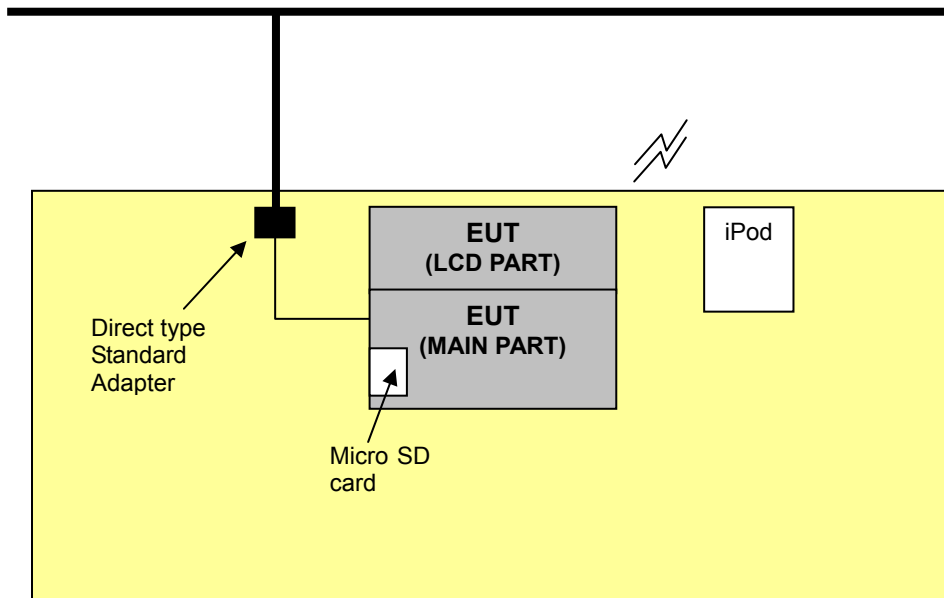 EUT
(LCD PART)
iPod
EUT
(MAIN PART)
Direct type
Standard
Adapter
Micro SD
card